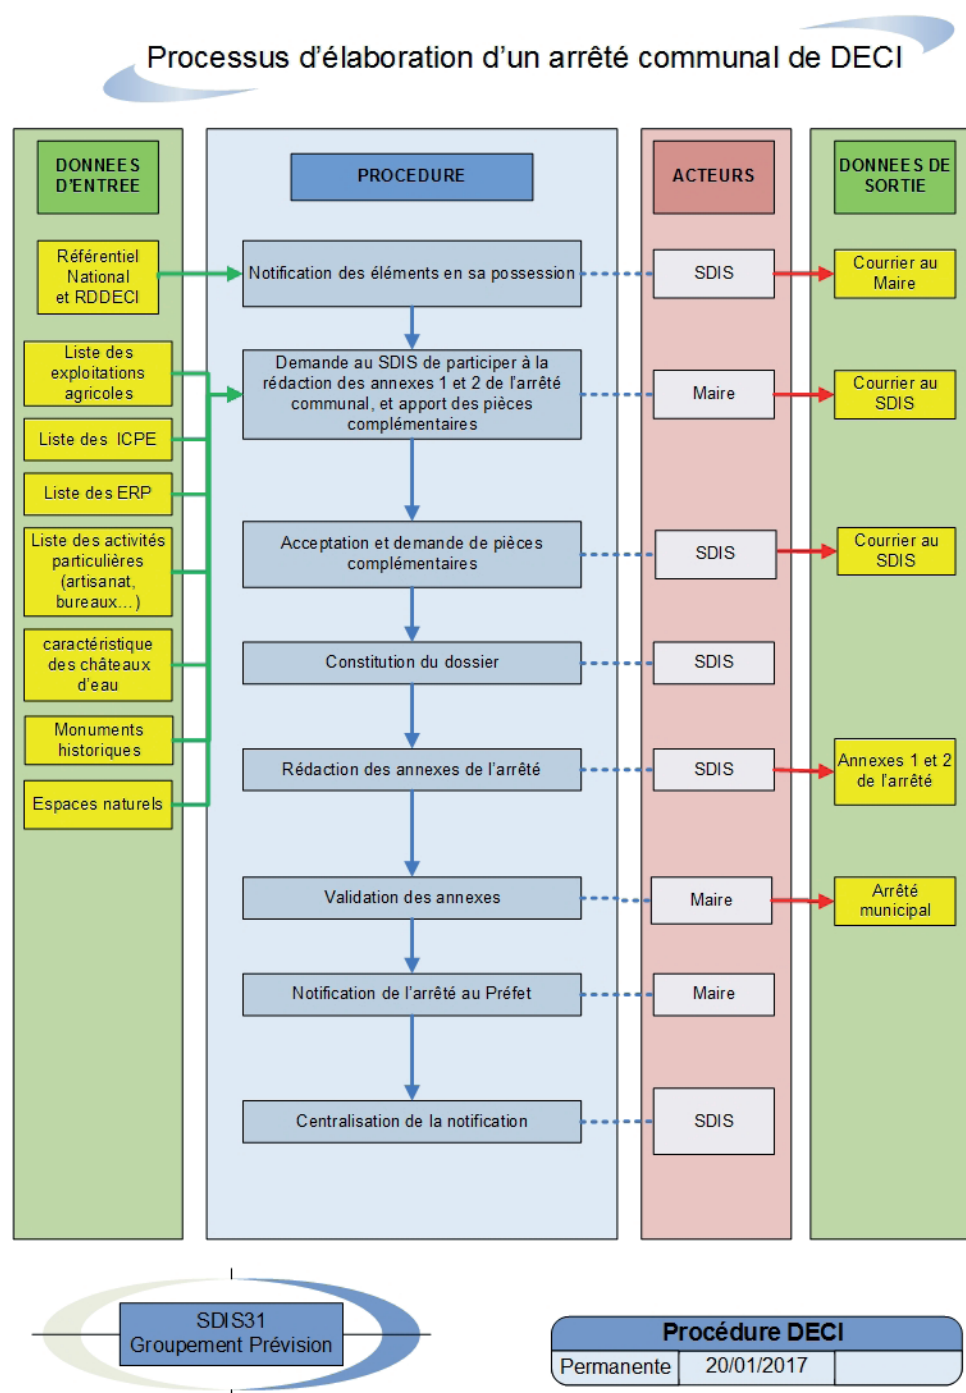 Processus d'élaboration d'un arrêté communal de DECI
DONNEES
D'ENTREE
PROCEDURE
ACTEURS
DONNEES DE
SORTIE
Référentiel
National
et RDDECI
Notification des éléments en sa possession
SDIS
Courrier au
Maire
Liste des
exploitations
agricoles
Demande au SDIS de participer à la
rédaction des annexes 1 et 2 de l'arrêté
communal, et apport des pièces
complémentaires
Maire
Courrier au
SDIS
Liste des ICPE
Liste des ERP
Liste des activités
particulières
(artisanat,
bureaux...)
Acceptation et demande de pièces
complémentaires
SDIS
Courrier au
SDIS
caractéristique
des châteaux
d'eau
Constitution du dossier
SDIS
Monuments
historiques
Rédaction des annexes de l'arrêté
SDIS
Annexes 1 et 2
de l'arrêté
Espaces naturels
Validation des annexes
Maire
Arrêté
municipal
Notification de l'arrêté au Préfet
Maire
Centralisation de la notification
SDIS
SDIS31
Groupement Prévision
Procédure DECI
Permanente 20/01/2017